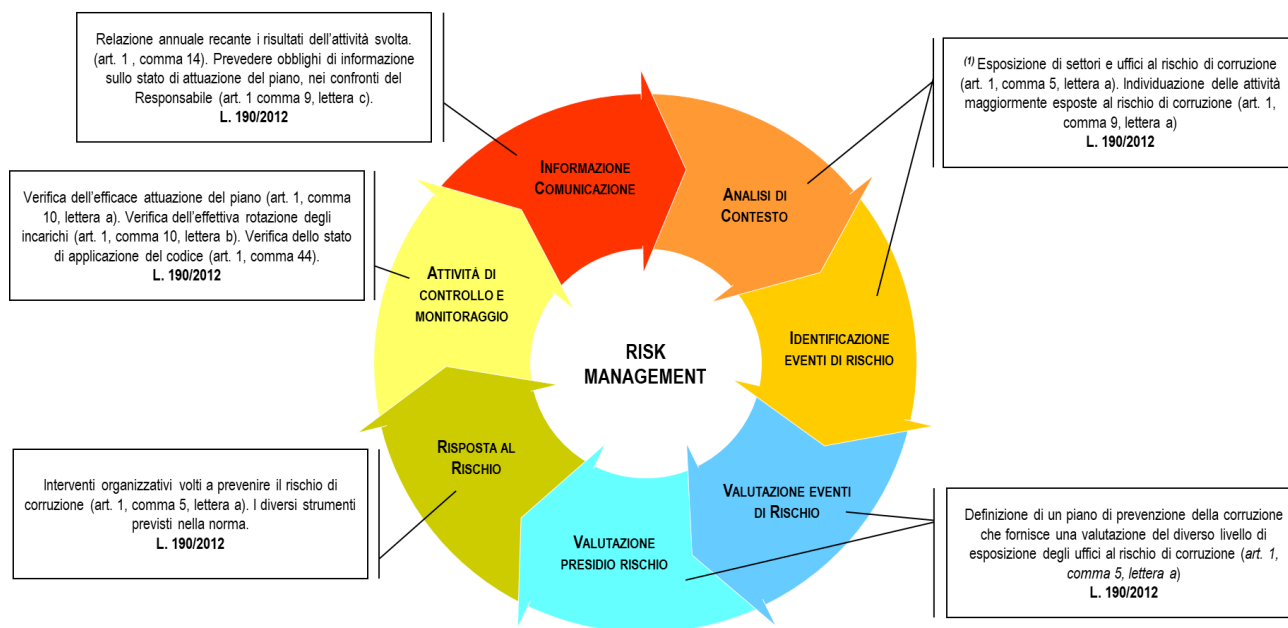 Relazione annuale recante i risultati dell'attività svolta.
(art. 1 , comma 14). Prevedere obblighi di informazione
sullo stato di attuazione del piano, nei confronti del
Responsabile (art. 1 comma 9, lettera c).
L. 190/2012
(1) Esposizione di settori e uffici al rischio di corruzione
(art. 1, comma 5, lettera a). Individuazione delle attività
maggiormente esposte al rischio di corruzione (art. 1,
comma 9, lettera a)
L. 190/2012
INFORMAZIONE
COMUNICAZIONE
ANALISI DI
CONTESTO
Verifica dell'efficace attuazione del piano (art. 1, comma
10, lettera a). Verifica dell'effettiva rotazione degli
incarichi (art. 1, comma 10, lettera b). Verifica dello stato
di applicazione del codice (art. 1, comma 44).
L. 190/2012
ATTIVITÀ DI
CONTROLLO E
MONITORAGGIO
RISK
MANAGEMENT
IDENTIFICAZIONE
EVENTI DI RISCHIO
RISPOSTA AL
RISCHIO
VALUTAZIONE EVENTI
DI RISCHIO
VALUTAZIONE
PRESIDIO RISCHIO
Interventi organizzativi volti a prevenire il rischio di
corruzione (art. 1, comma 5, lettera a). I diversi strumenti
previsti nella norma.
L. 190/2012
Definizione di un piano di prevenzione della corruzione
che fornisce una valutazione del diverso livello di
esposizione degli uffici al rischio di corruzione (art. 1,
comma 5, lettera a)
L. 190/2012